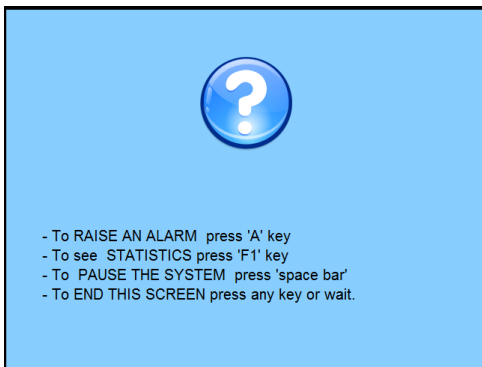 - To RAISE AN ALARM  press 'A' key
- To see  STATISTICS press 'F1' key
- To  PAUSE THE SYSTEM  press 'space bar'
- To END THIS SCREEN press any key or wait.